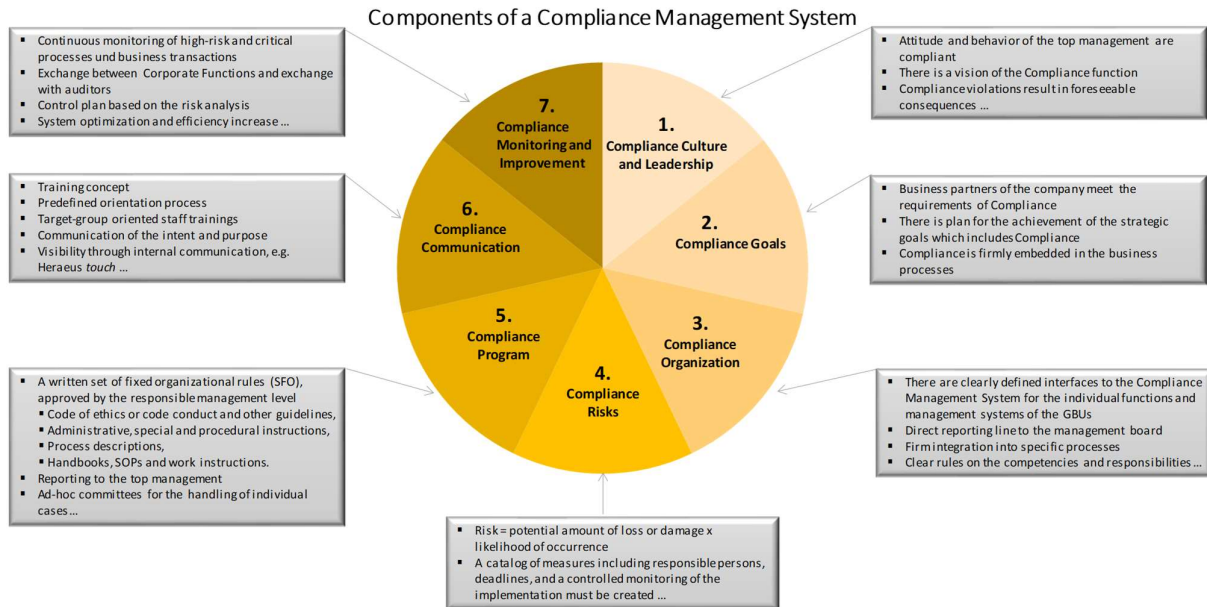 Components of a Compliance Management System
▪ Continuous monitoring of high-risk and critical
processes und business transactions
▪ Exchange between Corporate Functions and exchange
with auditors
▪ Control plan based on the risk analysis
▪ System optimization and efficiency increase ...
▪ Attitude and behavior of the top management are
compliant
▪ There is a vision of the Compliance function
▪ Compliance violations result in foreseeable
consequences ...
7.
Compliance
Monitoring and
Improvement
1.
Compliance Culture
and Leadership
▪ Training concept
▪ Predefined orientation process
▪ Target-group oriented staff trainings
▪ Communication of the intent and purpose
▪ Visibility through internal communication, e.g.
Heraeus touch ...
6.
Compliance
Communication
2.
Compliance Goals
▪ Business partners of the company meet the
requirements of Compliance
▪ There is plan for the achievement of the strategic
goals which includes Compliance
▪ Compliance is firmly embedded in the business
processes
5.
Compliance
Program
3.
Compliance
Organization
4.
Compliance
Risks
▪ A written set of fixed organizational rules (SFO),
approved by the responsible management level
▪ Code of ethics or code conduct and other guidelines,
▪ Administrative, special and procedural instructions,
▪ Process descriptions,
▪ Handbooks, SOPs and work instructions.
▪ Reporting to the top management
▪ Ad-hoc committees for the handling of individual
cases ...
▪ There are clearly defined interfaces to the Compliance
Management System for the individual functions and
management systems of the GBUs
▪ Direct reporting line to the management board
▪ Firm integration into specific processes
▪ Clear rules on the competencies and responsibilities ...
▪ Risk = potential amount of loss or damage x
likelihood of occurrence
▪ A catalog of measures including responsible persons,
deadlines, and a controlled monitoring of the
implementation must be created ...